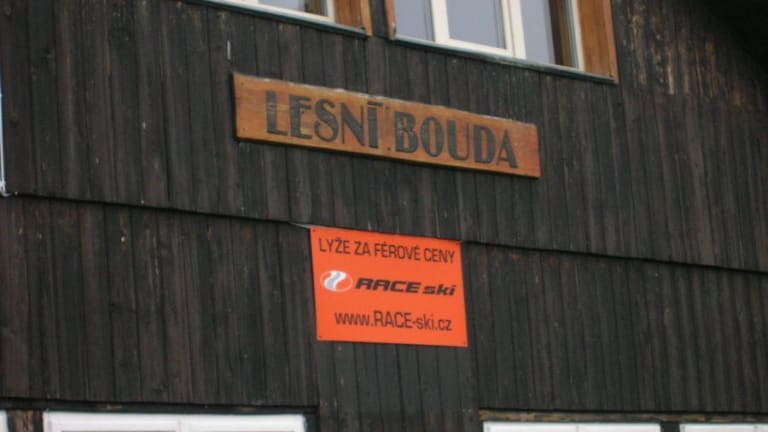 LESNÍ BOUDA
LYŽE ZA FÉROVÉ CENY
RACE ski
www.RACE-ski.cz